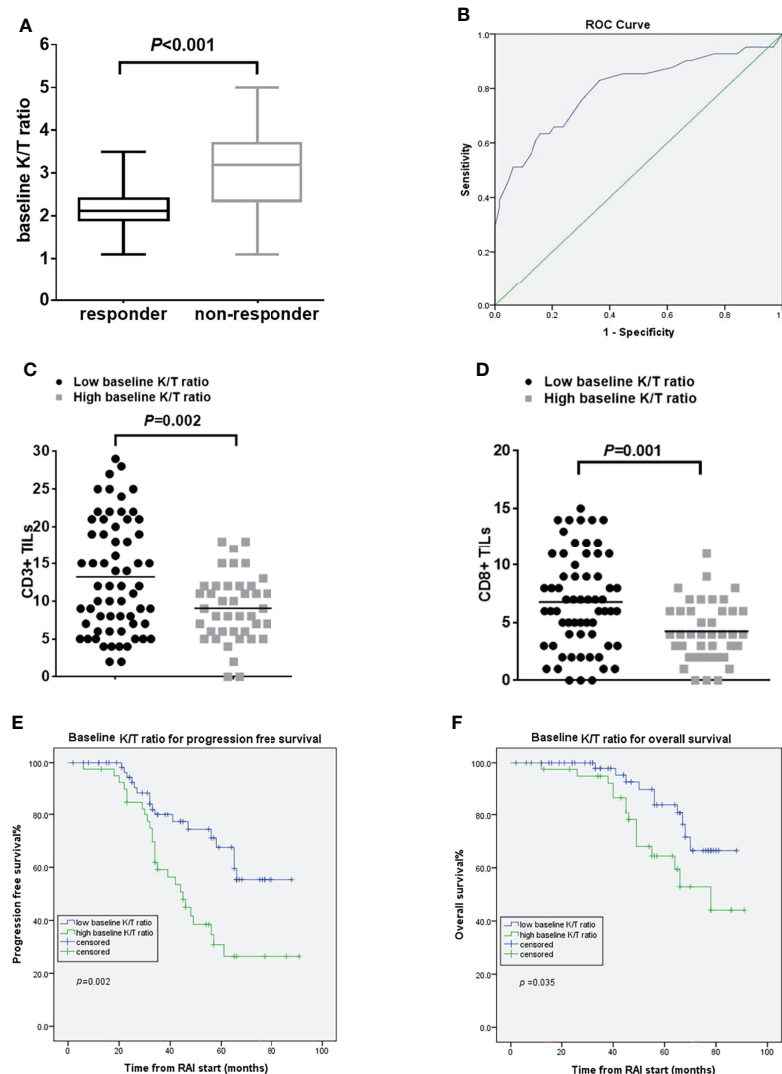 A
P<0.001
baseline K/T ratio
6
5
4
3
2
1
0
responder non-responder
B
ROC Curve
Sensitivity
1.0
0.8
0.6
0.4
0.2
0.0
0.0 0.2 0.4 0.6 0.8 1
1 - Specificity
C
Low baseline K/T ratio
High baseline K/T ratio
P=0.002
CD3+ TILs
30
25
20
15
10
5
0
D
Low baseline K/T ratio
High baseline K/T ratio
P=0.001
CD8+ TILs
20
15
10
5
0
E
Baseline K/T ratio for progression free survival
Progression free survival%
100.0
80.0
60.0
40.0
20.0
0.0
low baseline K/T ratio
high baseline K/T ratio
censored
censored
p=0.002
0 20 40 60 80 100
Time from RAI start (months)
F
Baseline K/T ratio for overall survival
Overall survival%
100.0
80.0
60.0
40.0
20.0
0.0
low baseline K/T ratio
high baseline K/T ratio
censored
censored
p =0.035
0 20 40 60 80 100
Time from RAI start (months)